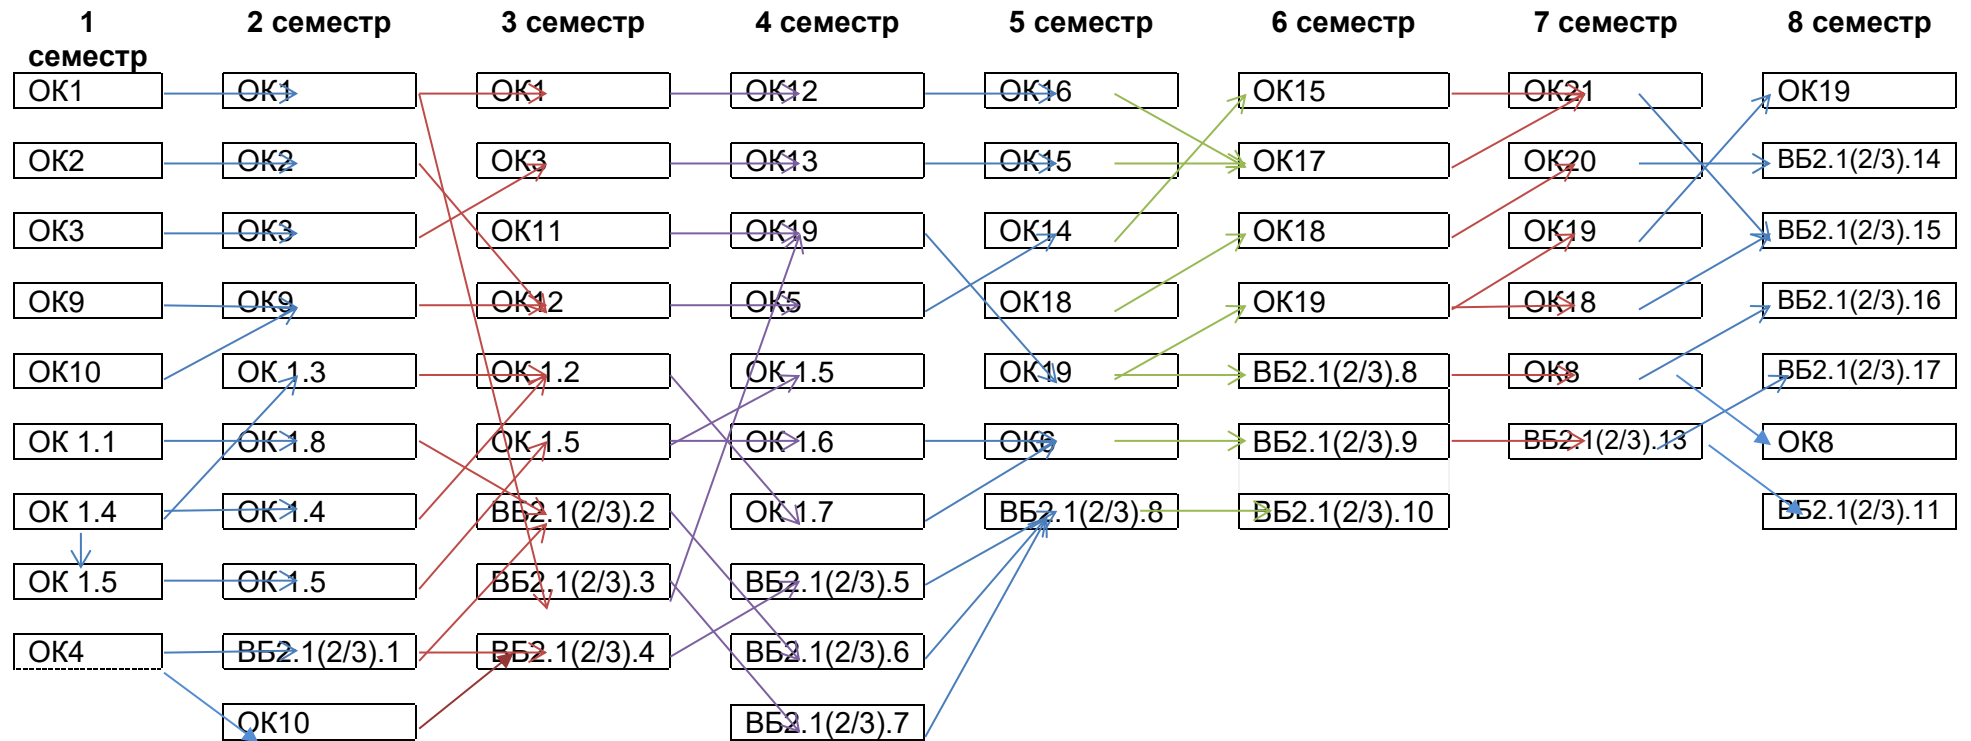 1 семестр 2 семестр 3 семестр 4 семестр 5 семестр 6 семестр 7 семестр 8 семестр
ОК1 ОК1 ОК1 ОК12 ОК16 ОК15 ОК21 ОК19
ОК2 ОК2 ОК3 ОК13 ОК15 ОК17 ОК20 ВБ2.1(2/3).14
ОК3 ОК3 ОК11 ОК19 ОК14 ОК18 ОК19 ВБ2.1(2/3).15
ОК9 ОК9 ОК12 ОК5 ОК18 ОК19 ОК18 ВБ2.1(2/3).16
ОК10 ОК 1.3 ОК 1.2 ОК 1.5 ОК19 ВБ2.1(2/3).8 ОК8 ВБ2.1(2/3).17
ОК 1.1 ОК 1.8 ОК 1.5 ОК 1.6 ОК6 ВБ2.1(2/3).9 ВБ2.1(2/3).13 ОК8
ОК 1.4 ОК 1.4 ВБ2.1(2/3).2 ОК 1.7 ВБ2.1(2/3).8 ВБ2.1(2/3).10 ВБ2.1(2/3).11
ОК 1.5 ОК 1.5 ВБ2.1(2/3).3 ВБ2.1(2/3).5
ОК4 ВБ2.1(2/3).1 ВБ2.1(2/3).4 ВБ2.1(2/3).6
ОК10 ВБ2.1(2/3).7